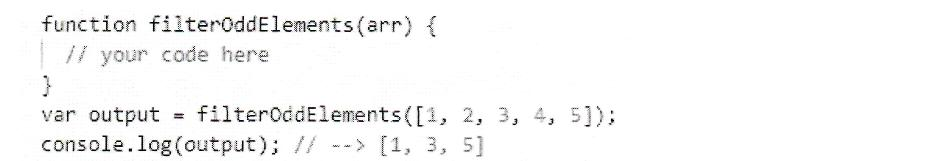 function filterOddElements(arr) {
// your code here
}
var output = filterOddElements([1, 2, 3, 4, 5]);
console.log(output); // --> [1, 3, 5]